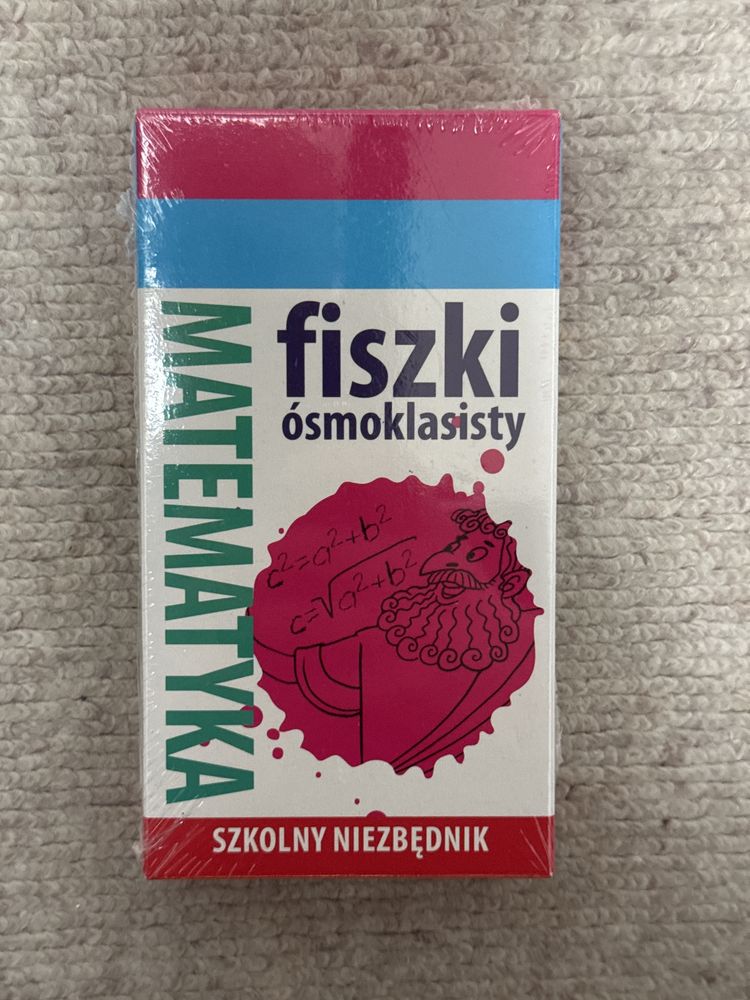 MATEMATYKA
fiszki
ósmoklasisty
c²=a²+b²
c=√a²+b²
SZKOLNY NIEZBĘDNIK